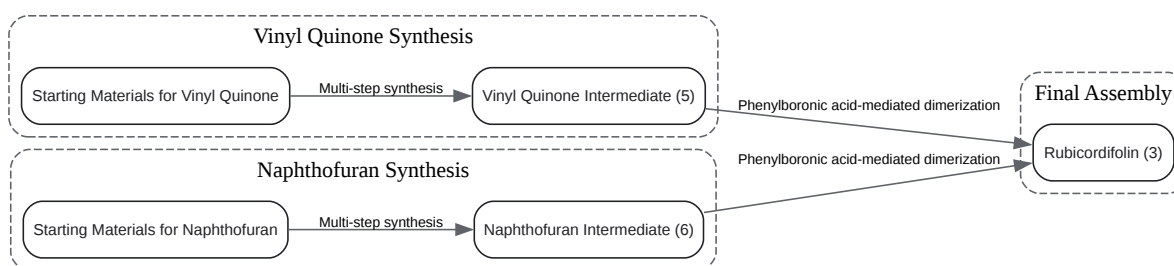 Vinyl Quinone Synthesis
Starting Materials for Vinyl Quinone
Multi-step synthesis
Vinyl Quinone Intermediate (5)
Phenylboronic acid-mediated dimerization
Naphthofuran Synthesis
Starting Materials for Naphthofuran
Multi-step synthesis
Naphthofuran Intermediate (6)
Phenylboronic acid-mediated dimerization
Final Assembly
Rubicordifolin (3)